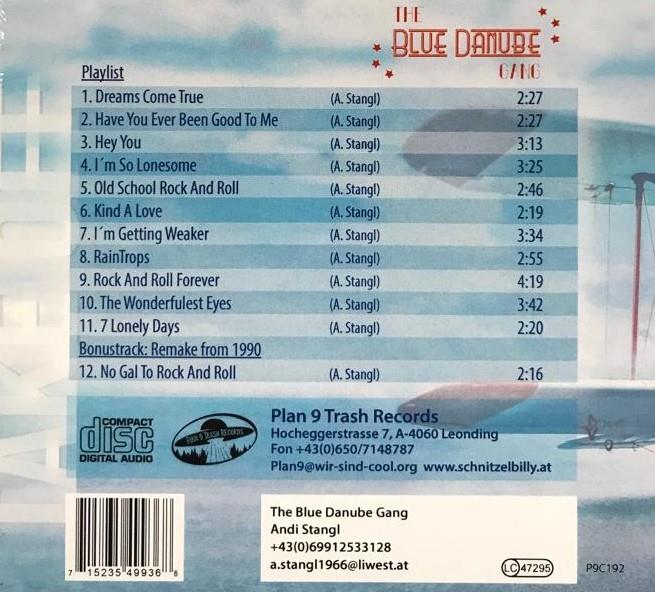 THE
BLUE DANUBE
GANG
Playlist
1. Dreams Come True (A. Stangl) 2:27
2. Have You Ever Been Good To Me (A. Stangl) 2:27
3. Hey You (A. Stangl) 3:13
4. I´m So Lonesome (A. Stangl) 3:25
5. Old School Rock And Roll (A. Stangl) 2:46
6. Kind A Love (A. Stangl) 2:19
7. I´m Getting Weaker (A. Stangl) 3:34
8. RainTrops (A. Stangl) 2:55
9. Rock And Roll Forever (A. Stangl) 4:19
10. The Wonderfulest Eyes (A. Stangl) 3:42
11. 7 Lonely Days (A. Stangl) 2:20
Bonustrack: Remake from 1990
12. No Gal To Rock And Roll (A. Stangl) 2:16
COMPACT
disc
DIGITAL AUDIO
PLAN 9 TRASH RECORDS
Plan 9 Trash Records
Hocheggerstrasse 7, A-4060 Leonding
Fon +43(0)650/7148787
Plan9@wir-sind-cool.org www.schnitzelbilly.at
The Blue Danube Gang
Andi Stangl
+43(0)69912533128
a.stangl1966@liwest.at
7 15235 49936 8
LC 47295
P9C192